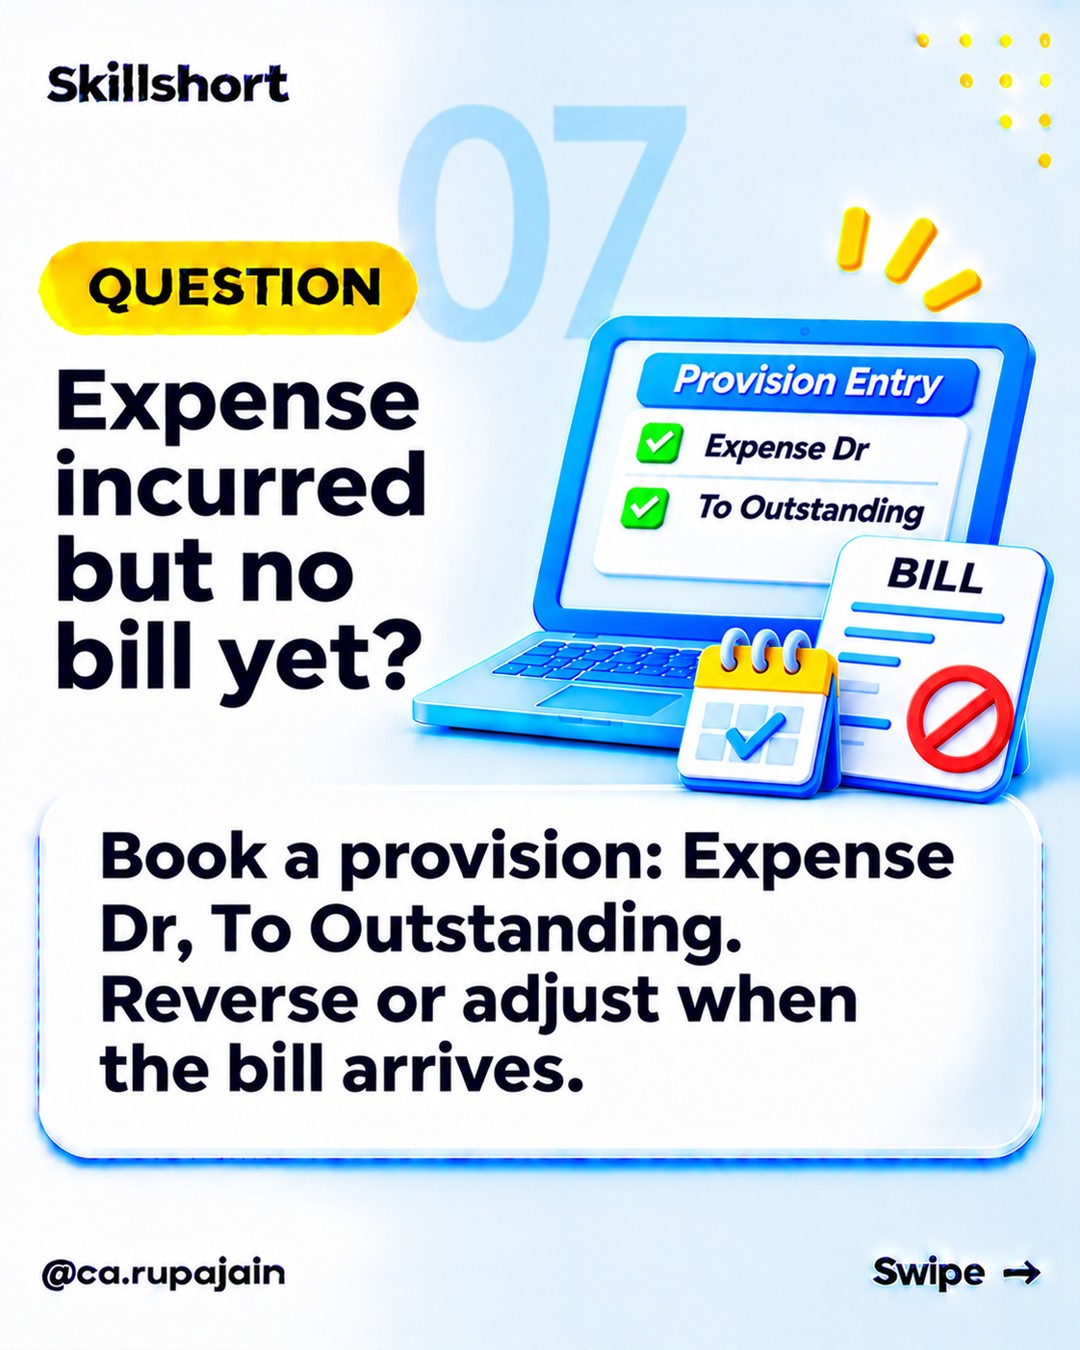 Skillshort
07
QUESTION
Expense
incurred
but no
bill yet?
Provision Entry
Expense Dr
To Outstanding
BILL
Book a provision: Expense
Dr, To Outstanding.
Reverse or adjust when
the bill arrives.
@ca.rupajain
Swipe →